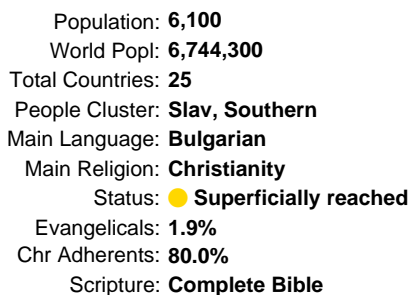 Population: 6,100
World Popl: 6,744,300
Total Countries: 25
People Cluster: Slav, Southern
Main Language: Bulgarian
Main Religion: Christianity
Status: Superficially reached
Evangelicals: 1.9%
Chr Adherents: 80.0%
Scripture: Complete Bible